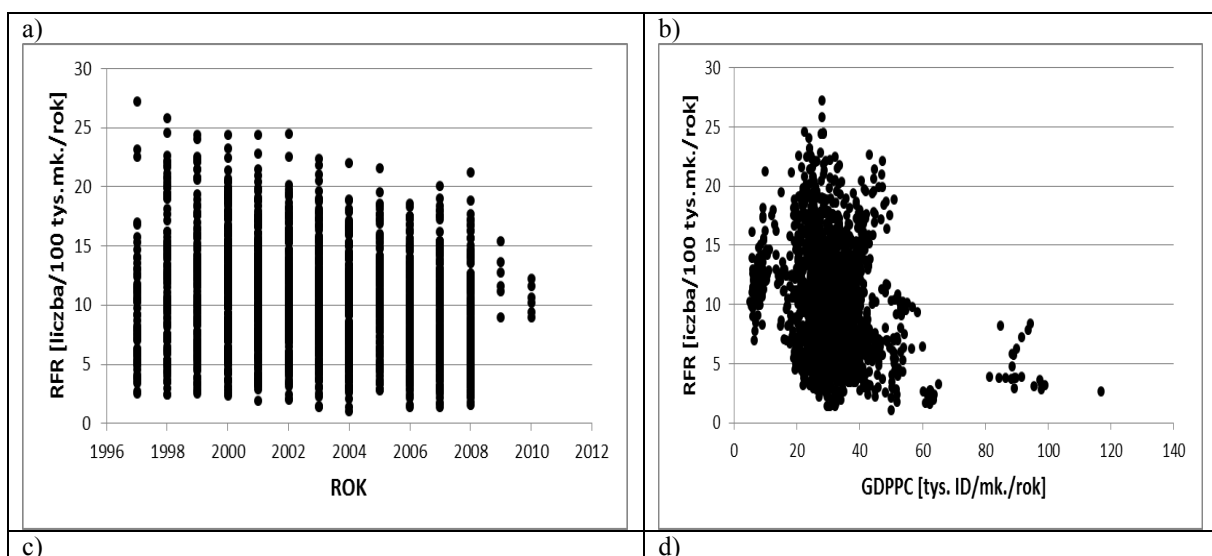 a)
b)
RFR [liczba/100 tys.mk./rok]
30
25
20
15
10
5
0
1996 1998 2000 2002 2004 2006 2008 2010 2012
ROK
RFR [iczba/100 tys.mk./rok]
30
25
20
15
10
5
0
0 20 40 60 80 100 120 140
GDPPC [tys. ID/mk./rok]
c)
d)